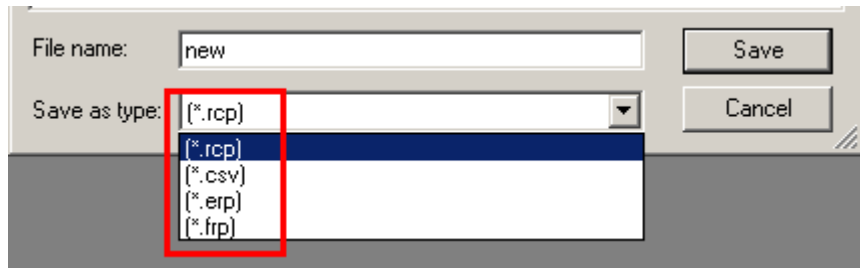 File name: new Save
Save as type: (*.rcp) Cancel
(*.rcp)
(*.csv)
(*.erp)
(*.frp)